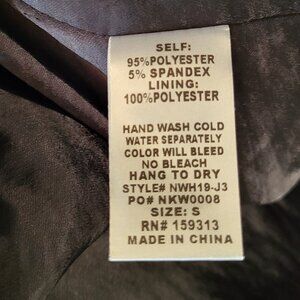 SELF:
95%POLYESTER
5% SPANDEX
LINING:
100%POLYESTER
HAND WASH COLD
WATER SEPARATELY
COLOR WILL BLEED
NO BLEACH
HANG TO DRY
STYLE# NWH19-J3
PO# NKW0008
SIZE: S
RN# 159313
MADE IN CHINA